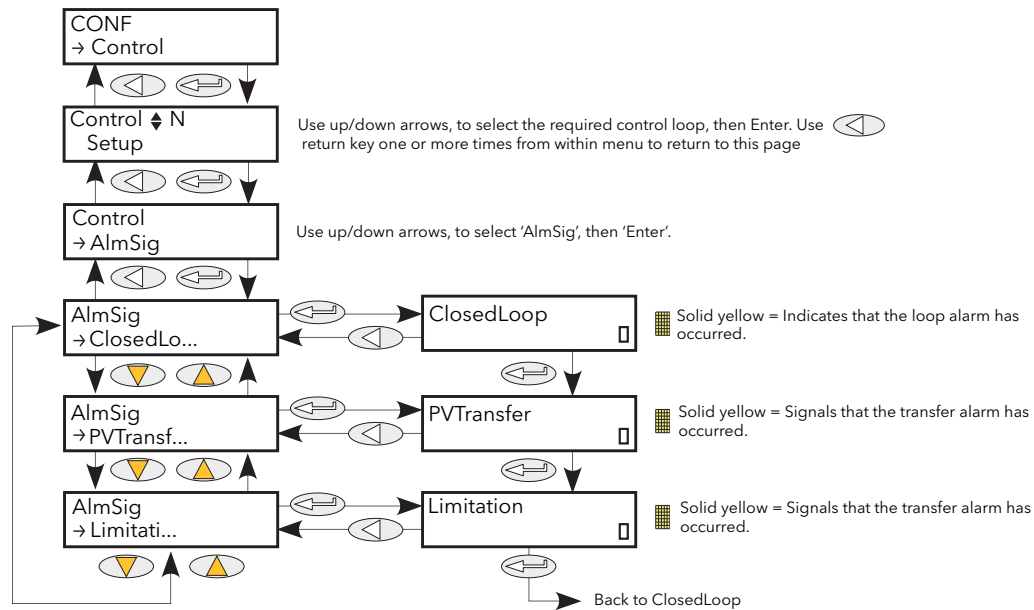 CONF
→ Control
Control ♦ N
Setup
Use up/down arrows, to select the required control loop, then Enter. Use
return key one or more times from within menu to return to this page
Control
→ AlmSig
Use up/down arrows, to select ‘AlmSig’, then ‘Enter’.
AlmSig
→ ClosedLo...
ClosedLoop
Solid yellow = Indicates that the loop alarm has
occurred.
AlmSig
→ PVTransf...
PVTransfer
Solid yellow = Signals that the transfer alarm has
occurred.
AlmSig
→ Limitati...
Limitation
Solid yellow = Signals that the transfer alarm has
occurred.
Back to ClosedLoop